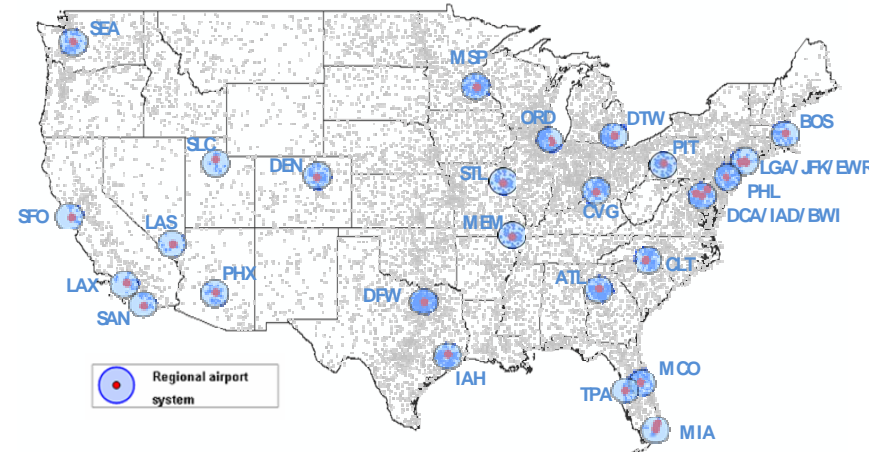 SEA
MSP
ORD
DTW
BOS
SLC
DEN
STL
PIT
LGA/ JFK/ EWR
PHL
CVG
DCA/ IAD/ BWI
SFO
LAS
MEM
CLT
LAX
PHX
ATL
DFW
SAN
IAH
MCO
TPA
MIA
Regional airport
system